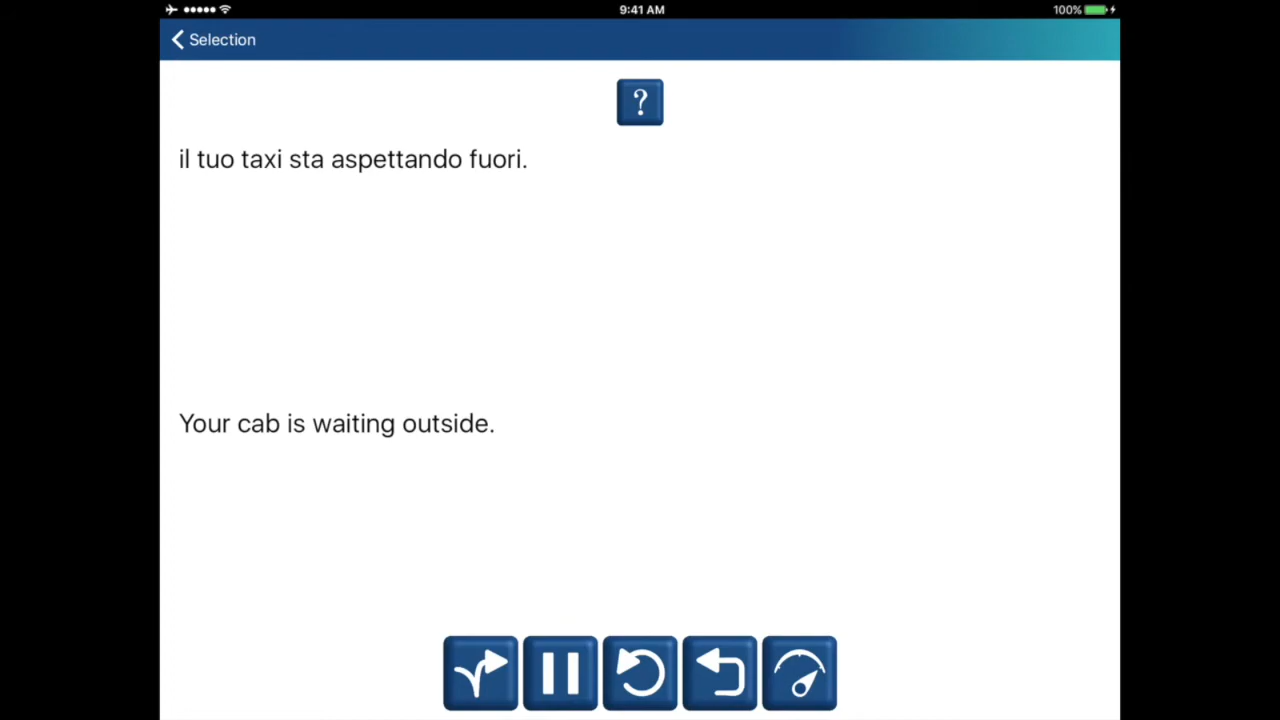 9:41 AM
100%
Selection
?
il tuo taxi sta aspettando fuori.
Your cab is waiting outside.